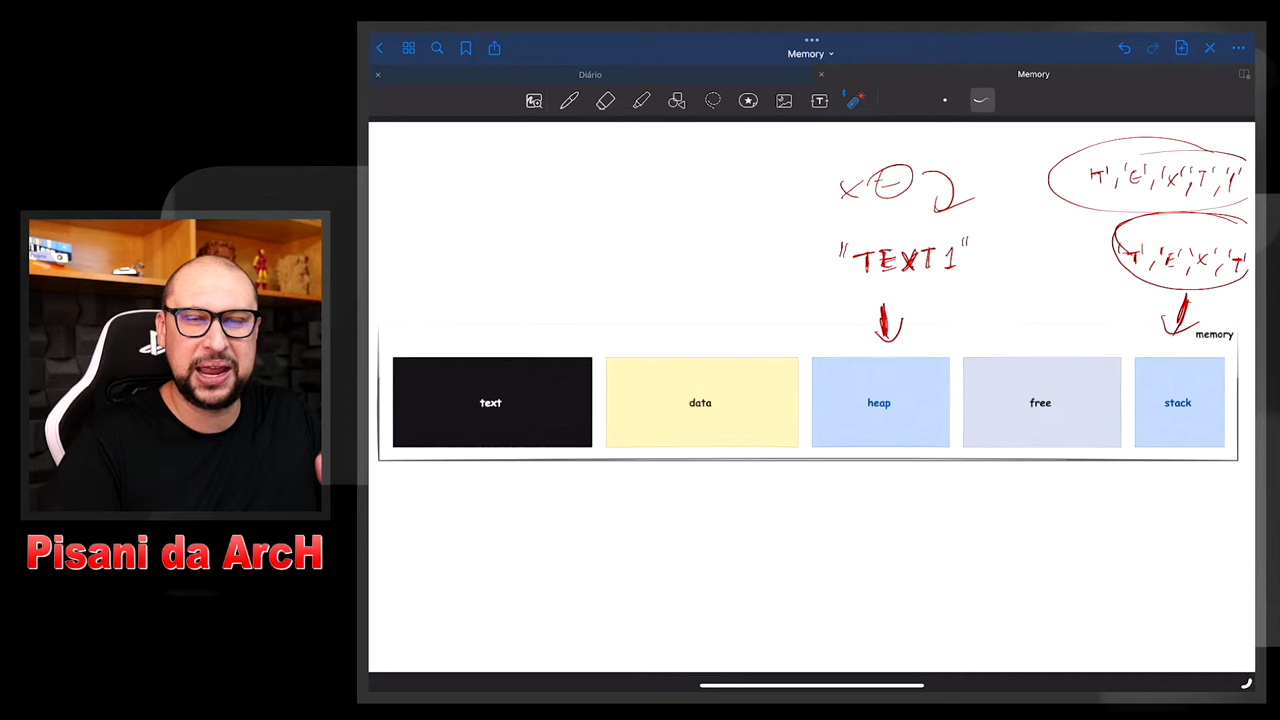 Memory
Diário
Memory
'T', 'E', 'X', 'T', '1'
"TEXT1"
'T', 'E', 'X', 'T'
memory
text
data
heap
free
stack
Pisani da ArcH